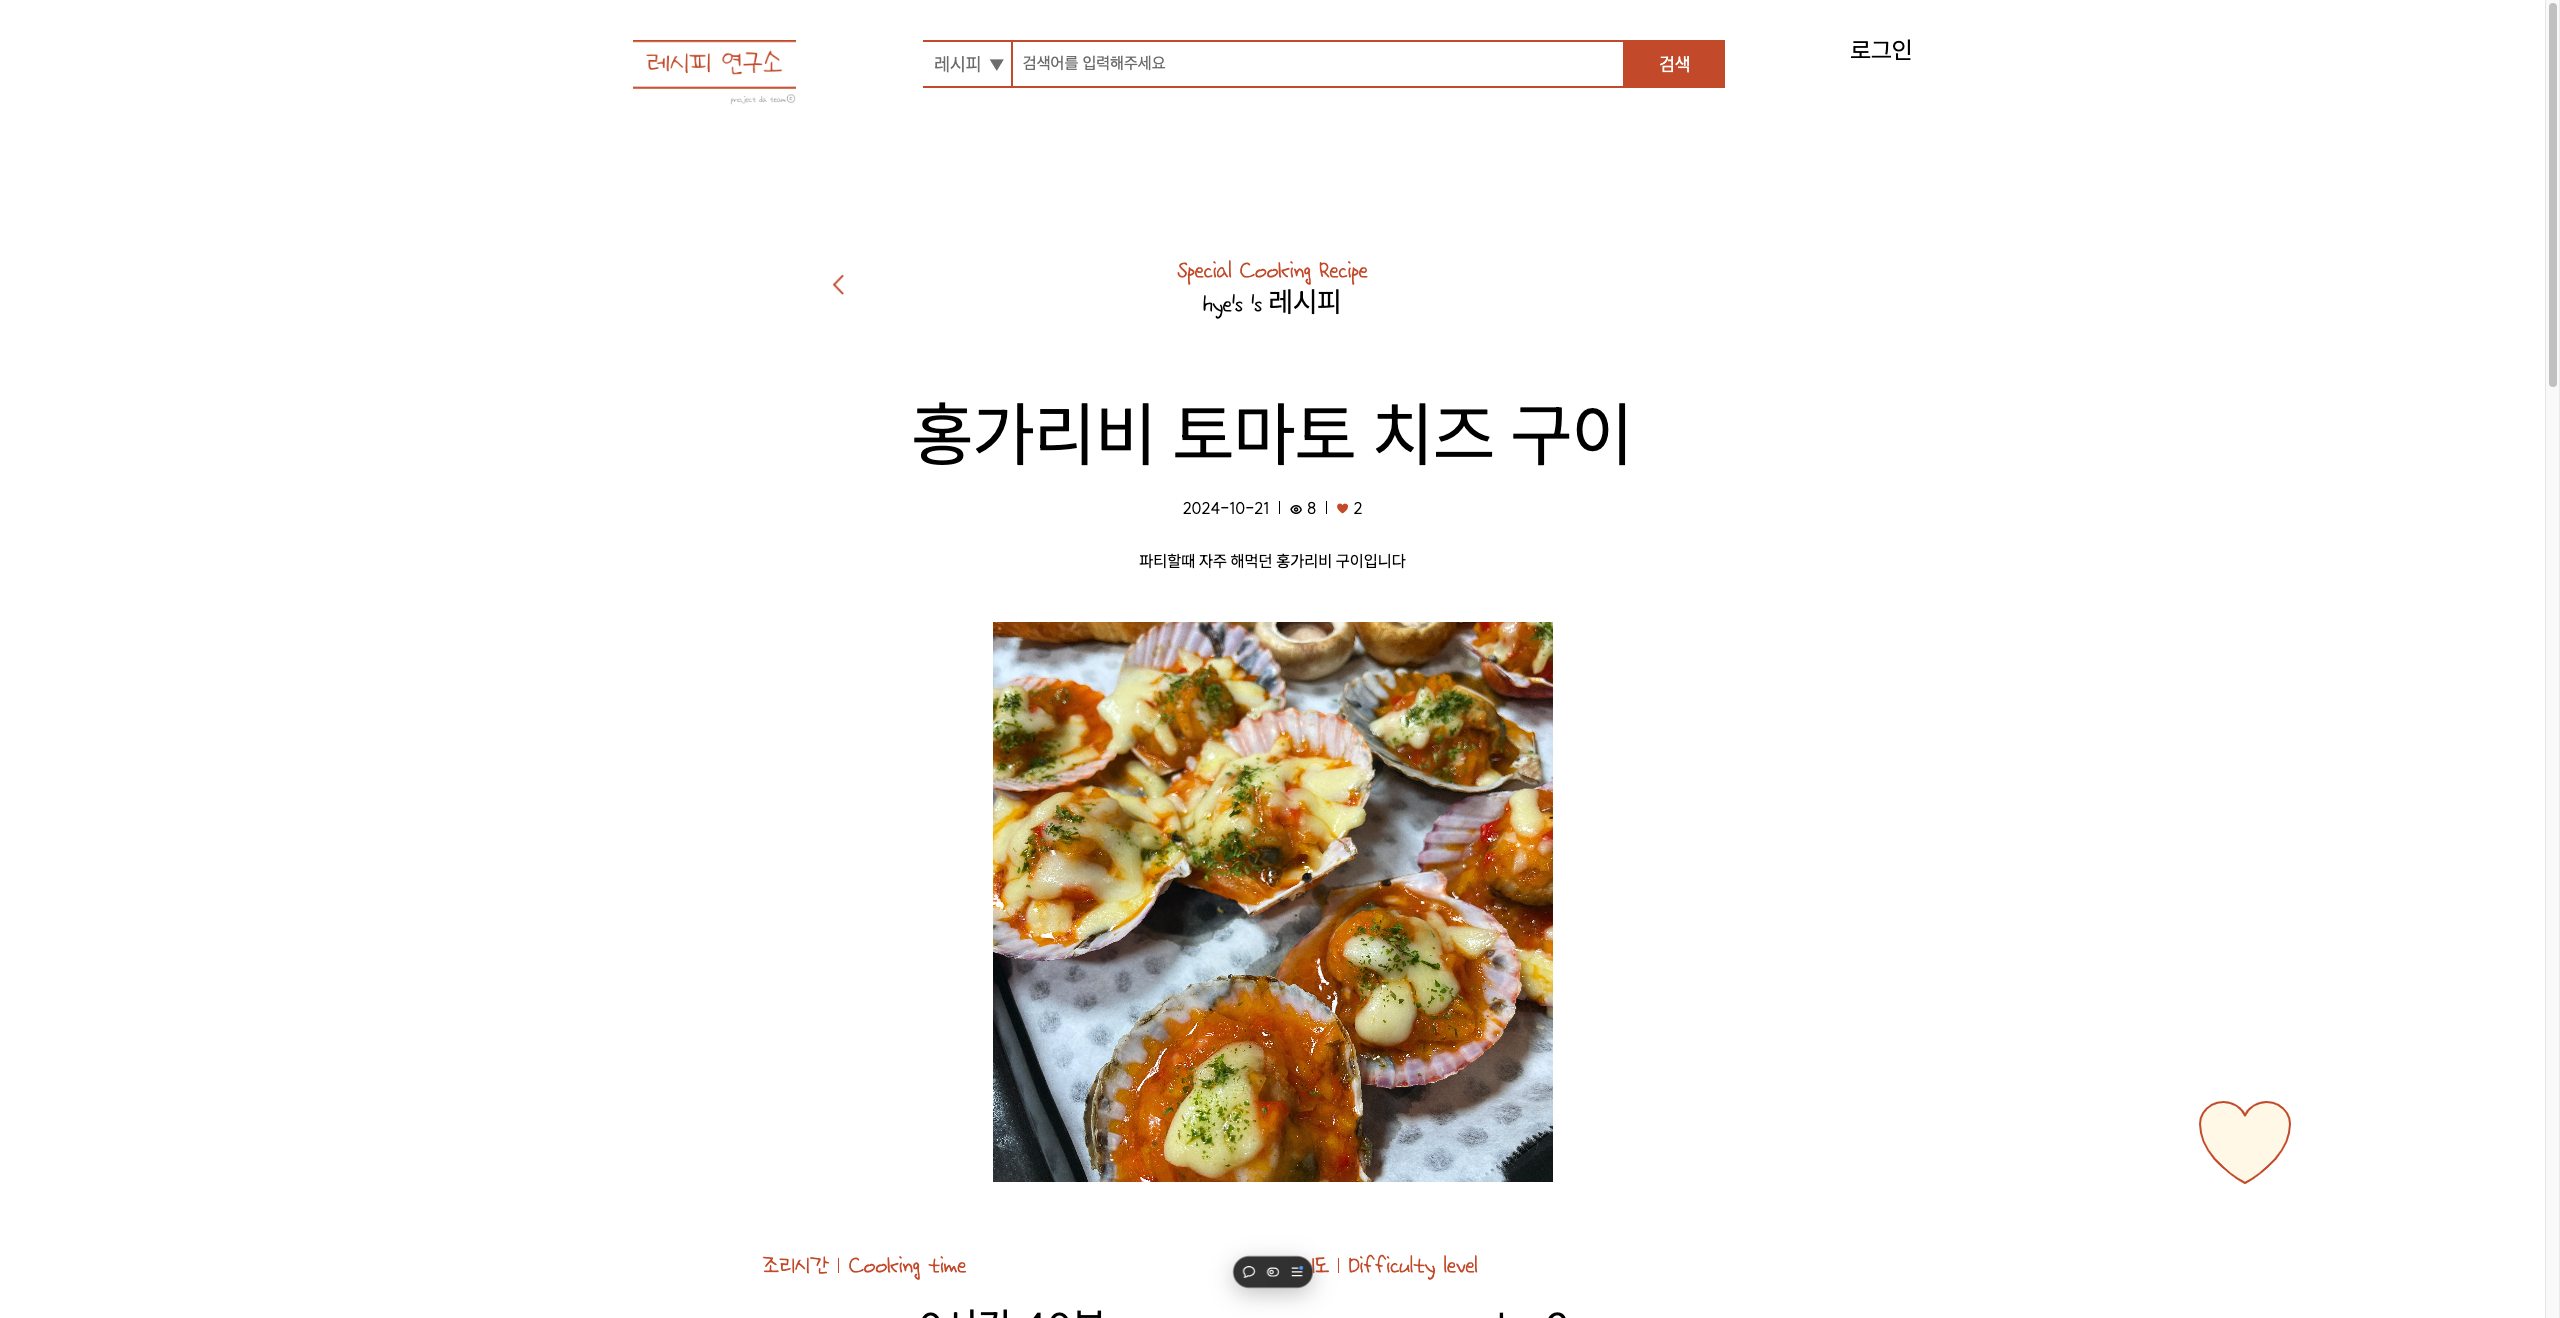 레시피 연구소
project da team©
레시피 ▼
검색어를 입력해주세요
검색
로그인
Special Cooking Recipe
hye's 's 레시피
홍가리비 토마토 치즈 구이
2024-10-21 | 8 | 2
파티할때 자주 해먹던 홍가리비 구이입니다
조리시간 | Cooking time
도 | Difficulty level